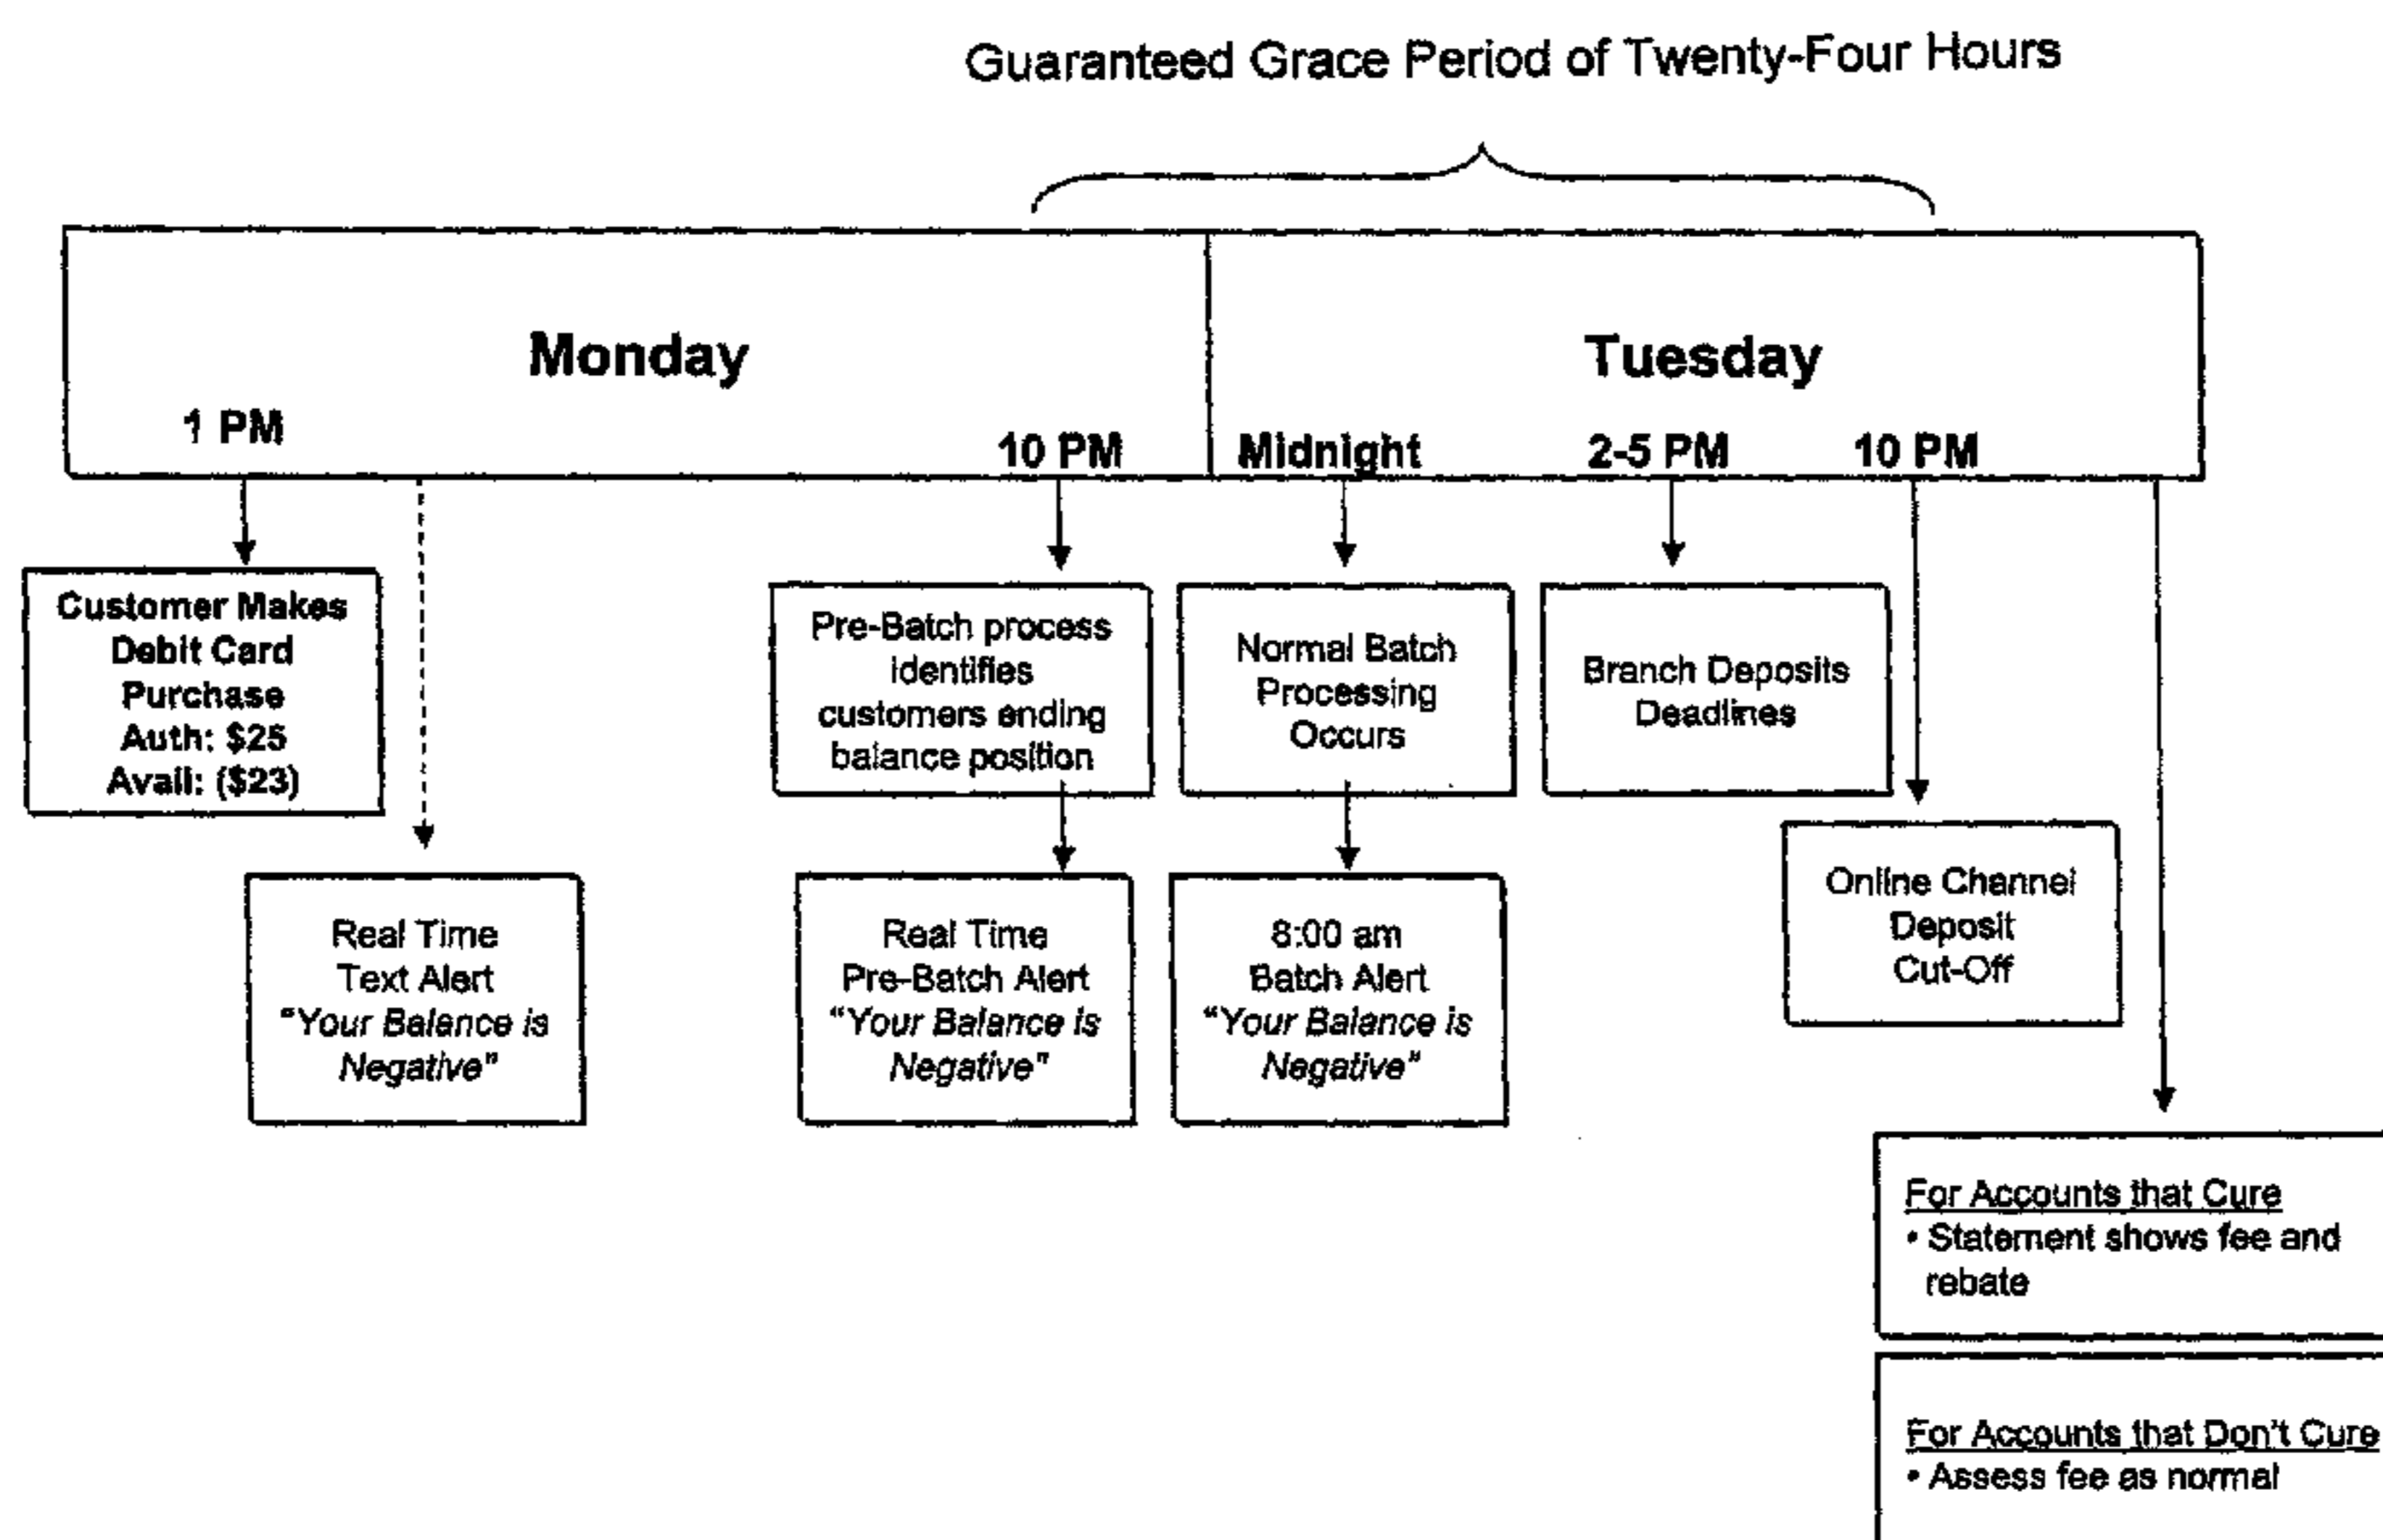 Guaranteed Grace Period of Twenty-Four Hours
Monday
Tuesday
1 PM
10 PM
Midnight
2-5 PM
10 PM
Customer Makes
Debit Card
Purchase
Auth: $25
Avail: ($23)
Real Time
Text Alert
"Your Balance is
Negative"
Pre-Batch process
identifies
customers ending
balance position
Real Time
Pre-Batch Alert
"Your Balance is
Negative"
Normal Batch
Processing
Occurs
8:00 am
Batch Alert
"Your Balance is
Negative"
Branch Deposits
Deadlines
Online Channel
Deposit
Cut-Off
For Accounts that Cure
• Statement shows fee and
rebate
For Accounts that Don't Cure
• Assess fee as normal